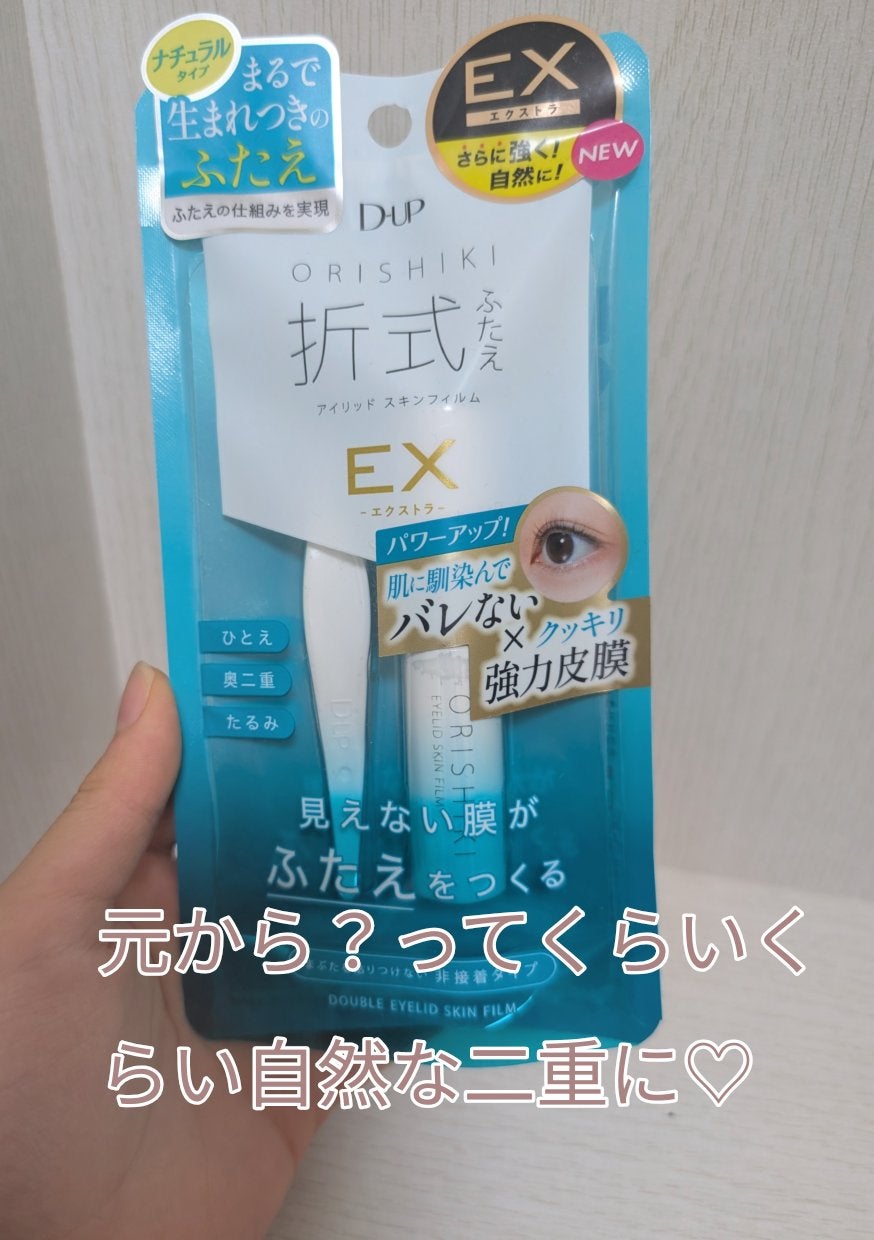 ナチュラル
タイプ
まるで
生まれつきの
ふたえ
ふたえの仕組みを実現
EX
エクストラ
さらに強く!
自然に!
NEW
D-UP
ORISHIKI
折式
ふたえ
アイリッド スキンフィルム
EX
-エクストラ-
パワーアップ!
肌に馴染んで
バレない
×
クッキリ
強力皮膜
ひとえ
奥二重
たるみ
D-UP
ORISHIKI
EYELID SKIN FILM
見えない膜が
ふたえをつくる
非接着タイプ
DOUBLE EYELID SKIN FILM
元から?ってくらいく
らい自然な二重に♡